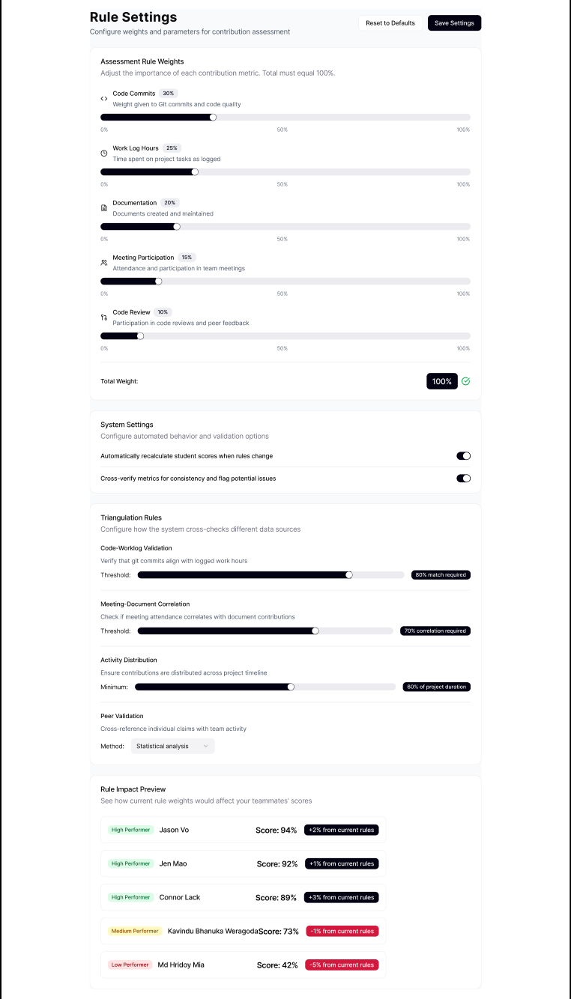 Rule Settings
Configure weights and parameters for contribution assessment
Reset to Defaults
Save Settings
Assessment Rule Weights
Adjust the importance of each contribution metric. Total must equal 100%.
Code Commits 30%
Weight given to Git commits and code quality
0% 50% 100%
Work Log Hours 25%
Time spent on project tasks as logged
0% 50% 100%
Documentation 20%
Documents created and maintained
0% 50% 100%
Meeting Participation 15%
Attendance and participation in team meetings
0% 50% 100%
Code Review 10%
Participation in code reviews and peer feedback
0% 50% 100%
Total Weight: 100%
System Settings
Configure automated behavior and validation options
Automatically recalculate student scores when rules change
Cross-verify metrics for consistency and flag potential issues
Triangulation Rules
Configure how the system cross-checks different data sources
Code-Worklog Validation
Verify that git commits align with logged work hours
Threshold: 80% match required
Meeting-Document Correlation
Check if meeting attendance correlates with document contributions
Threshold: 70% correlation required
Activity Distribution
Ensure contributions are distributed across project timeline
Minimum: 60% of project duration
Peer Validation
Cross-reference individual claims with team activity
Method: Statistical analysis
Rule Impact Preview
See how current rule weights would affect your teammates' scores
High Performer Jason Vo Score: 94% +2% from current rules
High Performer Jen Mao Score: 92% +1% from current rules
High Performer Connor Lack Score: 89% +3% from current rules
Medium Performer Kavindu Bhanuka Weragoda Score: 73% -1% from current rules
Low Performer Md Hridoy Mia Score: 42% -5% from current rules